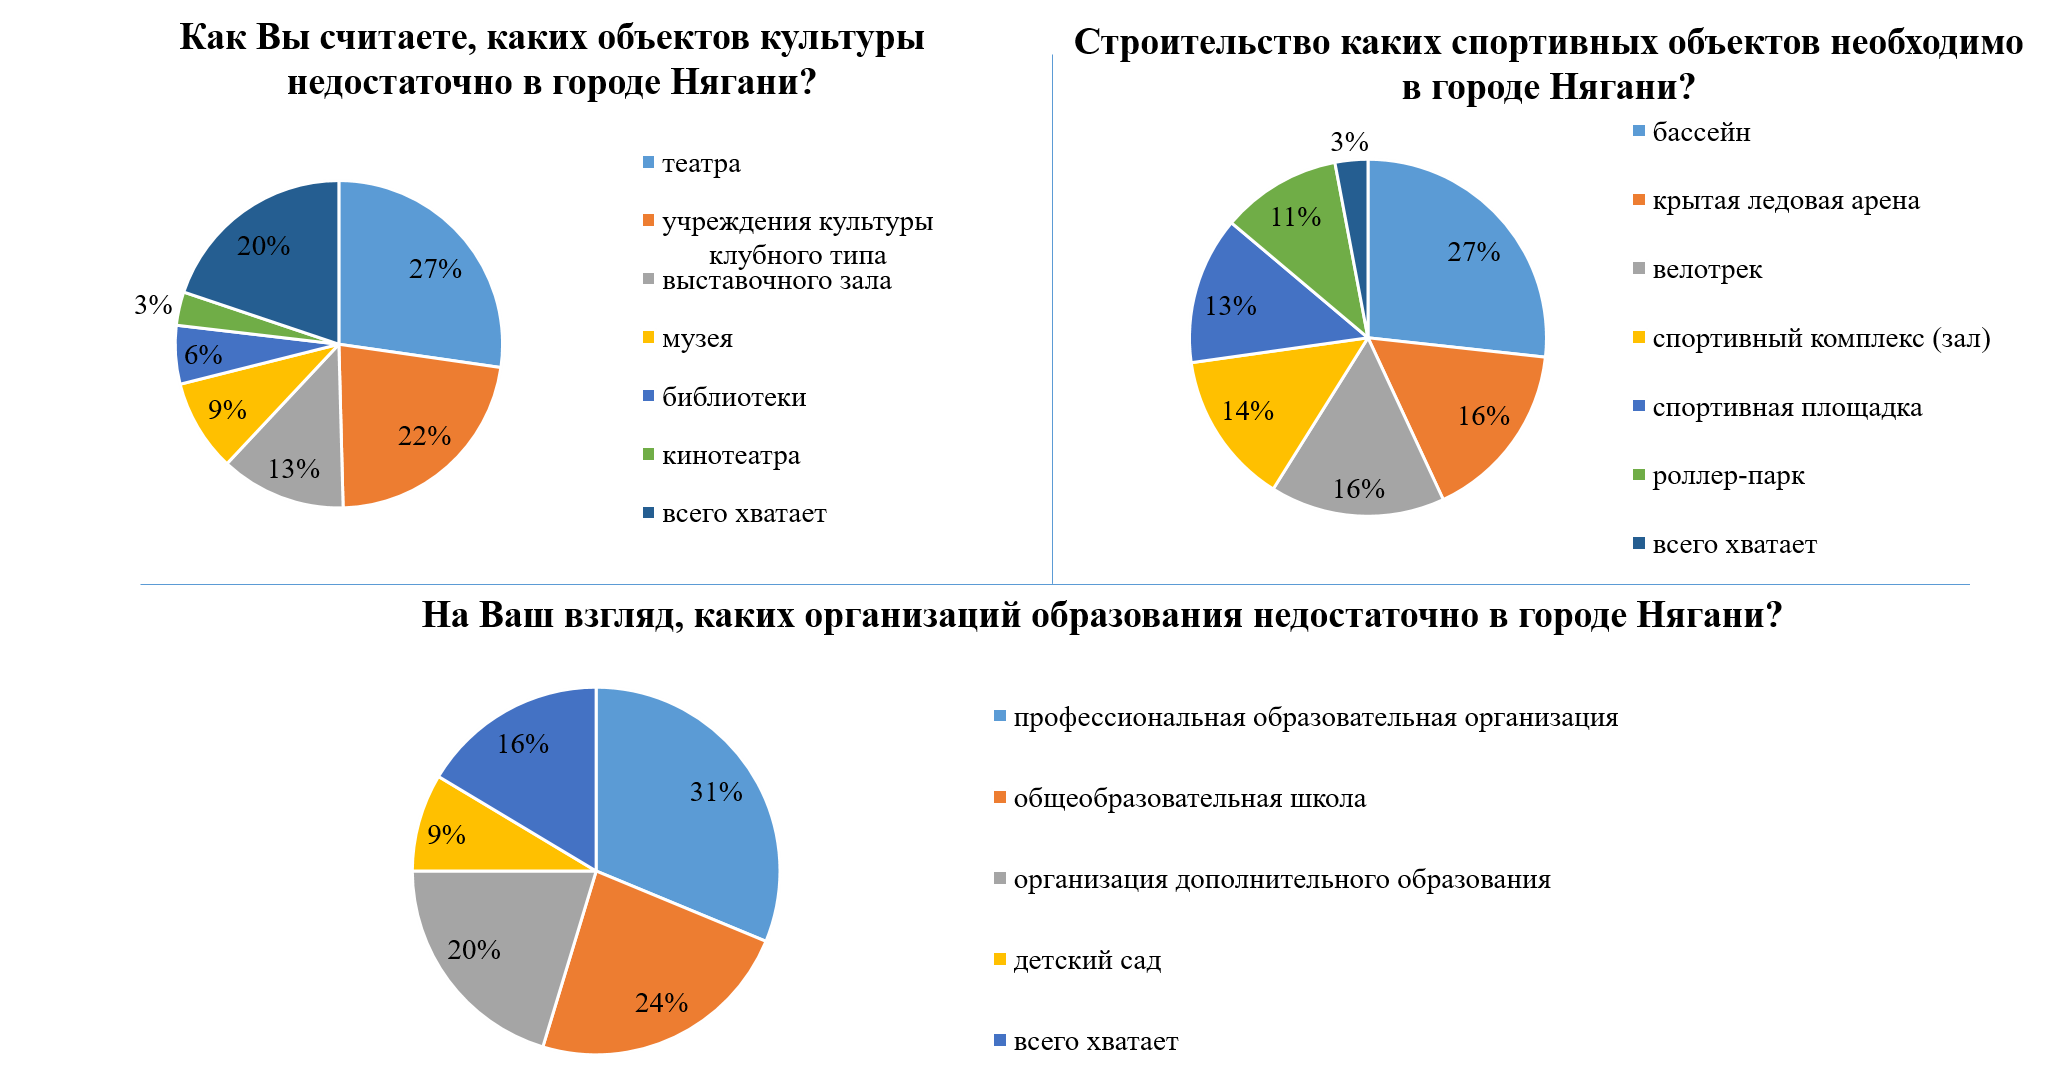 Как Вы считаете, каких объектов культуры
недостаточно в городе Нягани?
27%
22%
13%
9%
6%
3%
20%
театра
учреждения культуры
клубного типа
выставочного зала
музея
библиотеки
кинотеатра
всего хватает
Строительство каких спортивных объектов необходимо
в городе Нягани?
27%
16%
16%
14%
13%
11%
3%
бассейн
крытая ледовая арена
велотрек
спортивный комплекс (зал)
спортивная площадка
роллер-парк
всего хватает
На Ваш взгляд, каких организаций образования недостаточно в городе Нягани?
31%
24%
20%
9%
16%
профессиональная образовательная организация
общеобразовательная школа
организация дополнительного образования
детский сад
всего хватает